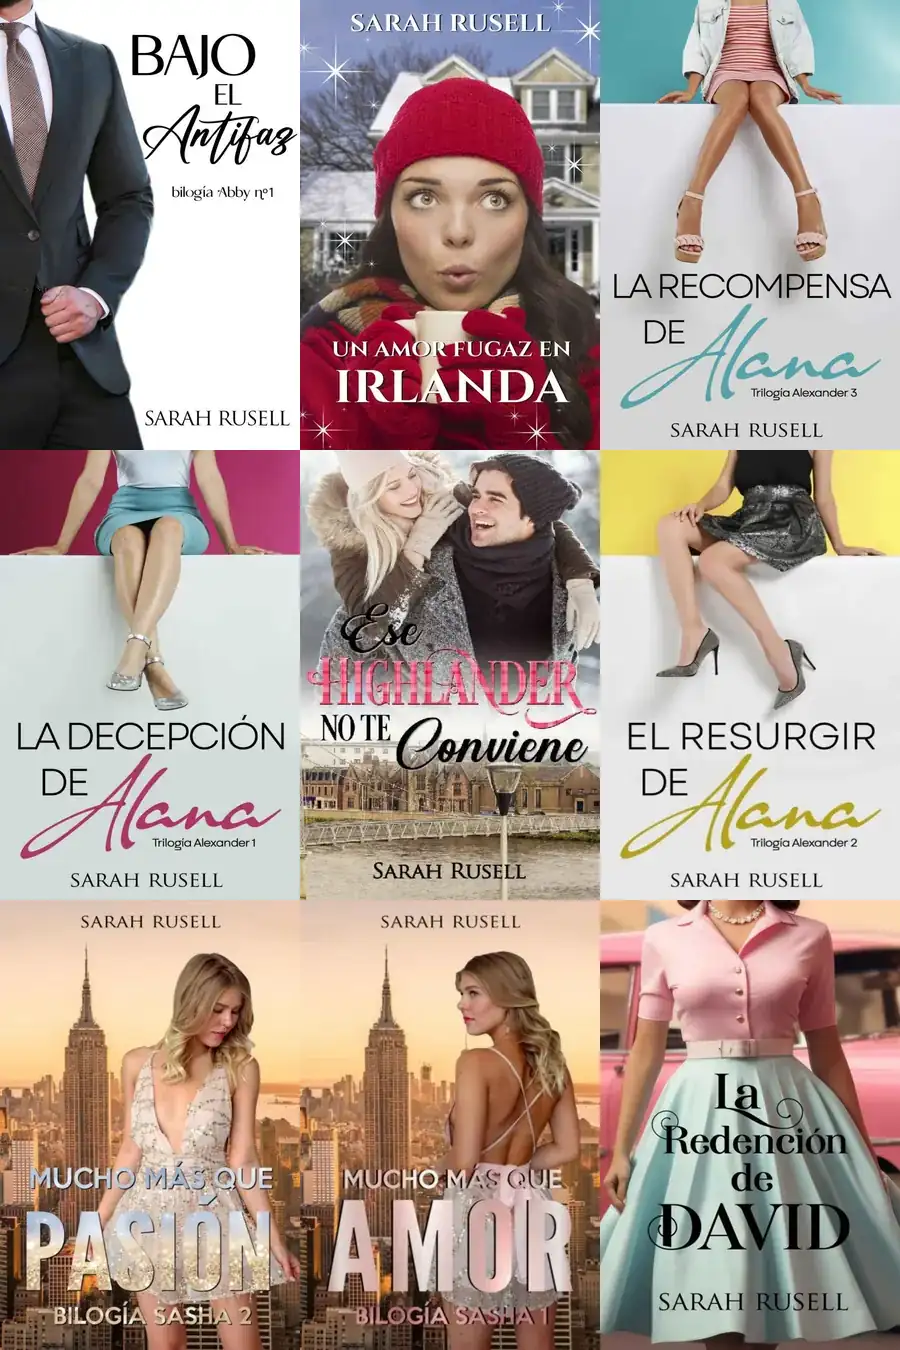 BAJO
EL
Antifaz
bilogía Abby nº1
SARAH RUSELL
SARAH RUSELL
UN AMOR FUGAZ EN
IRLANDA
LA RECOMPENSA
DE Alana
Trilogía Alexander 3
SARAH RUSELL
LA DECEPCIÓN
DE Alana
Trilogía Alexander 1
SARAH RUSELL
Ese
HIGHLANDER
NO TE
Conviene
SARAH RUSELL
EL RESURGIR
DE Alana
Trilogía Alexander 2
SARAH RUSELL
SARAH RUSELL
MUCHO MÁS QUE
PASIÓN
BILOGÍA SASHA 2
SARAH RUSELL
MUCHO MÁS QUE
AMOR
BILOGÍA SASHA 1
La
Redención
de
DAVID
SARAH RUSELL